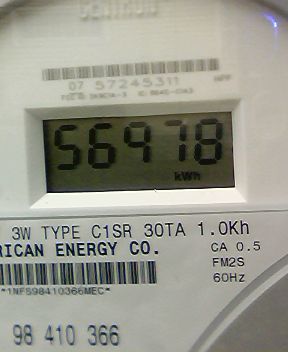 CENTRON
07 57245311
56978
kWh
3W TYPE C1SR 30TA 1.0Kh
RICAN ENERGY CO.
CA 0.5
FM2S
60Hz
*1NFS98410366MEC*
98 410 366